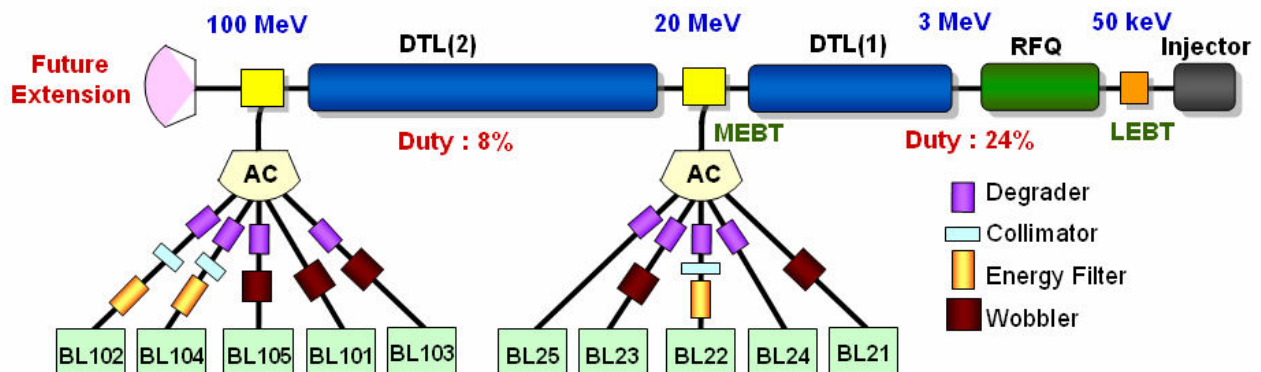 100 MeV
20 MeV
3 MeV
50 keV
DTL(2)
DTL(1)
RFQ
Injector
Future
Extension
MEBT
LEBT
Duty : 8%
Duty : 24%
AC
AC
Degrader
Collimator
Energy Filter
Wobbler
BL102
BL104
BL105
BL101
BL103
BL25
BL23
BL22
BL24
BL21